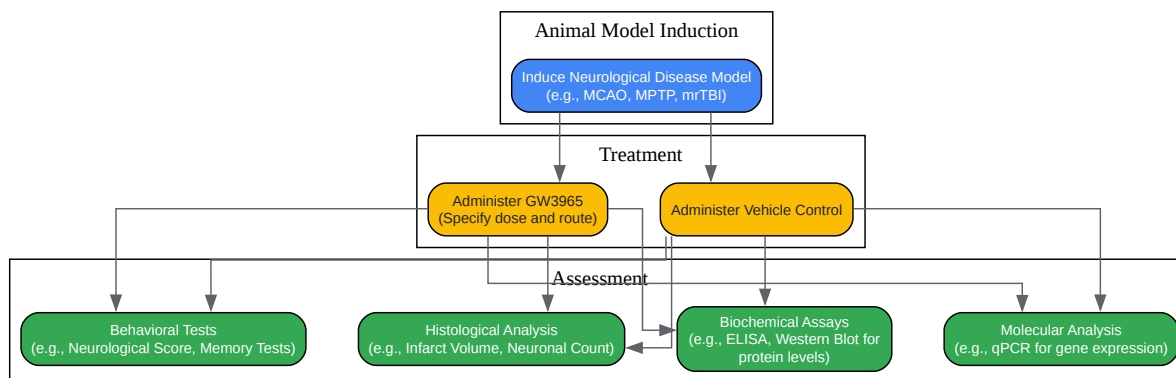 Animal Model Induction
Induce Neurological Disease Model
(e.g., MCAO, MPTP, mrTBI)
Treatment
Administer GW3965
(Specify dose and route)
Administer Vehicle Control
Assessment
Behavioral Tests
(e.g., Neurological Score, Memory Tests)
Histological Analysis
(e.g., Infarct Volume, Neuronal Count)
Biochemical Assays
(e.g., ELISA, Western Blot for
protein levels)
Molecular Analysis
(e.g., qPCR for gene expression)